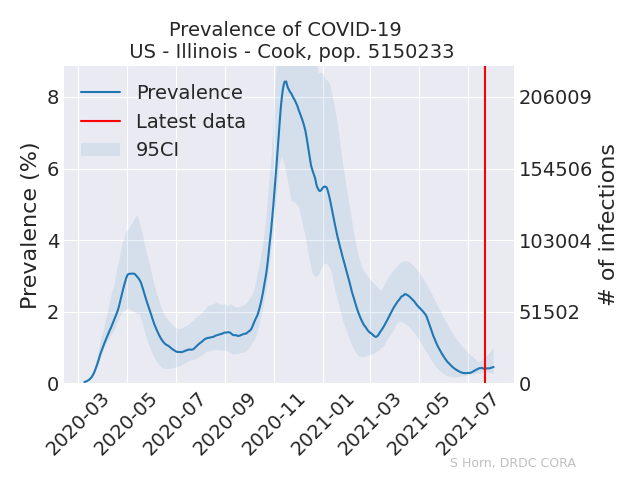 Prevalence of COVID-19
US - Illinois - Cook, pop. 5150233
Prevalence (%)
8
6
4
2
0
Prevalence
Latest data
95CI
206009
154506
103004
51502
0
# of infections
2020-03
2020-05
2020-07
2020-09
2020-11
2021-01
2021-03
2021-05
2021-07
S Horn, DRDC CORA